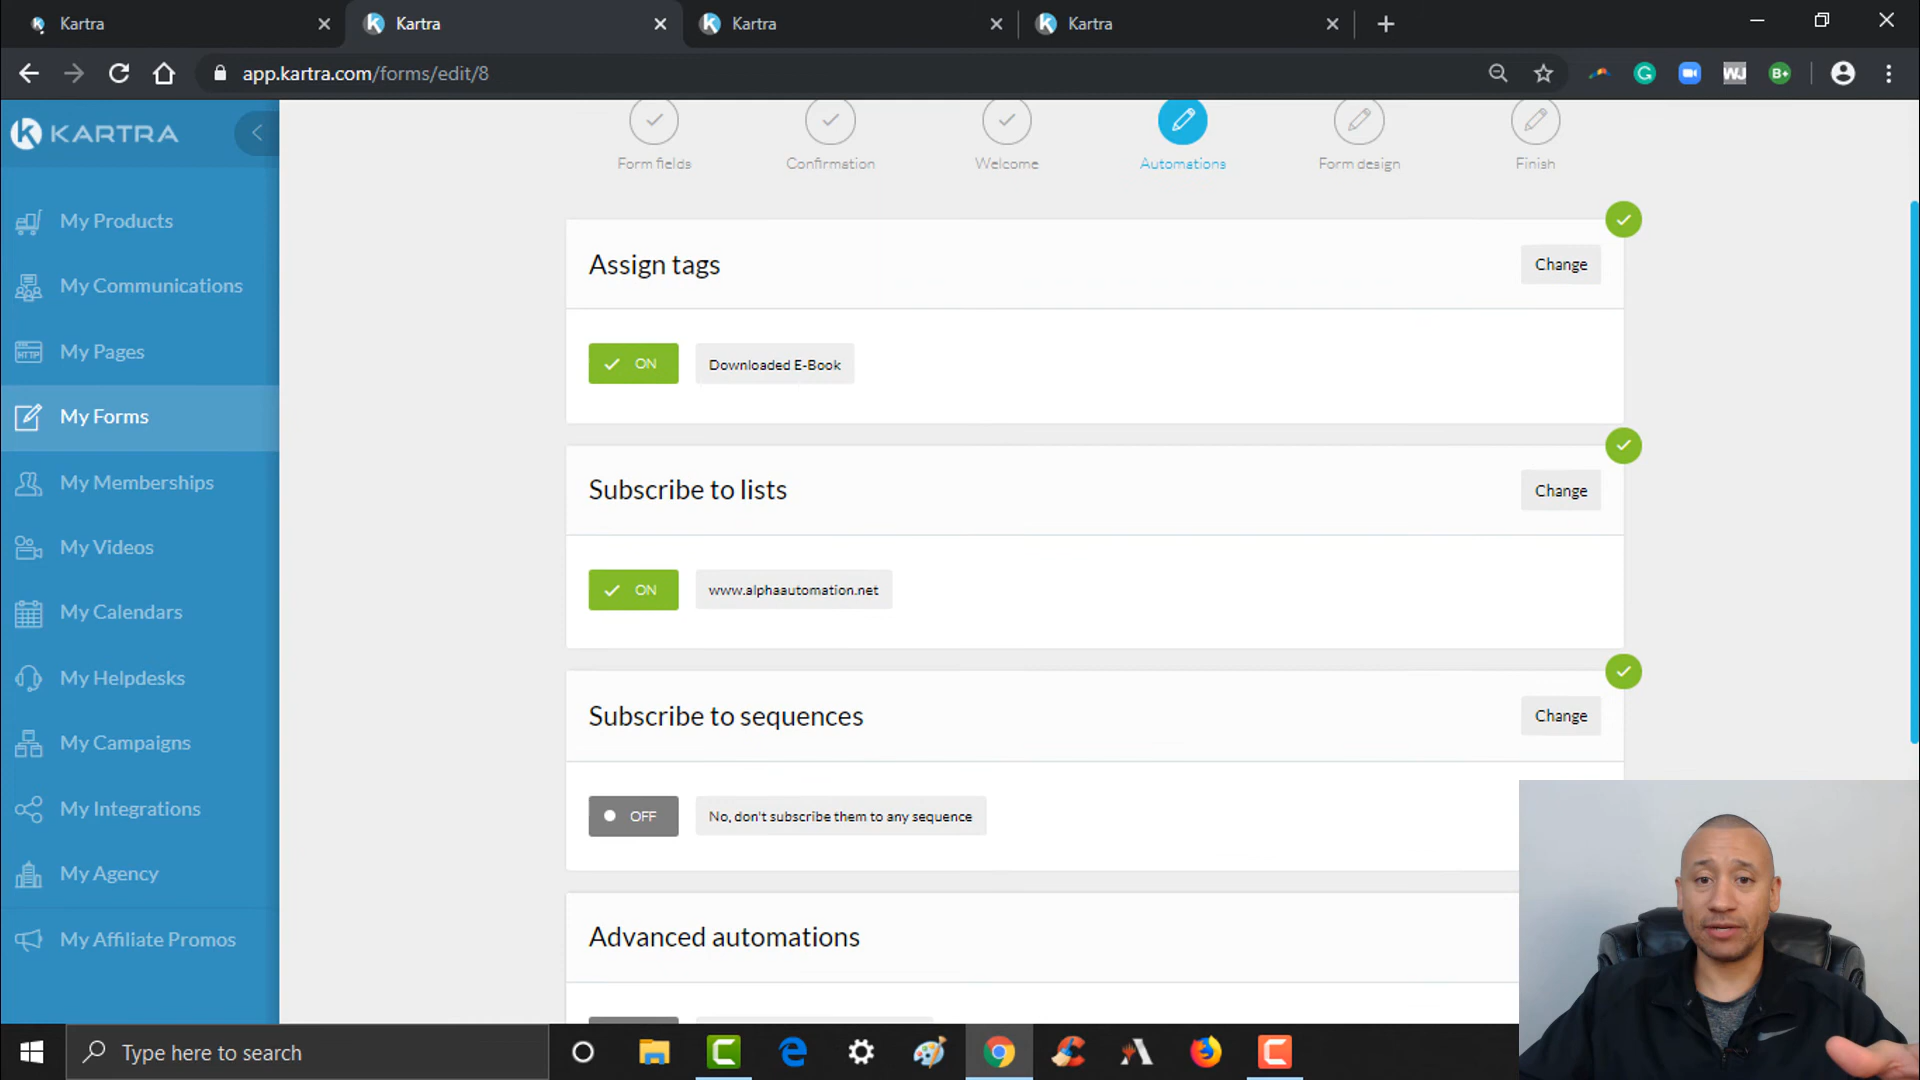 Kartra
Kartra
Kartra
Kartra
app.kartra.com/forms/edit/8
KARTRA
Form fields
Confirmation
Welcome
Automations
Form design
Finish
My Products
My Communications
My Pages
My Forms
My Memberships
My Videos
My Calendars
My Helpdesks
My Campaigns
My Integrations
My Agency
My Affiliate Promos
HTTP
Assign tags
Change
ON
Downloaded E-Book
Subscribe to lists
Change
ON
www.alphaautomation.net
Subscribe to sequences
Change
OFF
No, don't subscribe them to any sequence
Advanced automations
Type here to search
WJ
B+